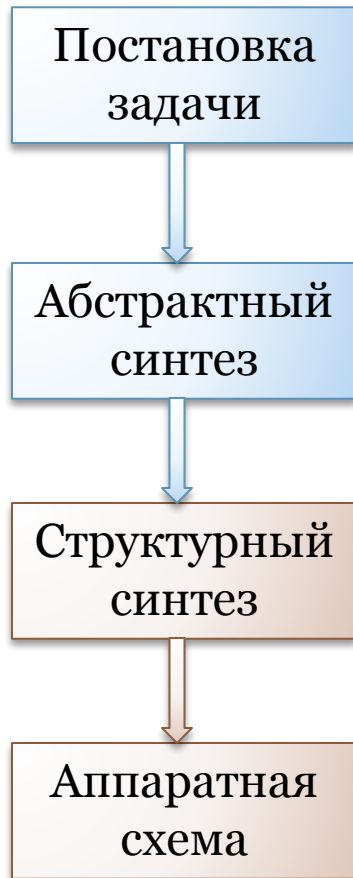 Постановка
задачи
Абстрактный
синтез
Структурный
синтез
Аппаратная
схема